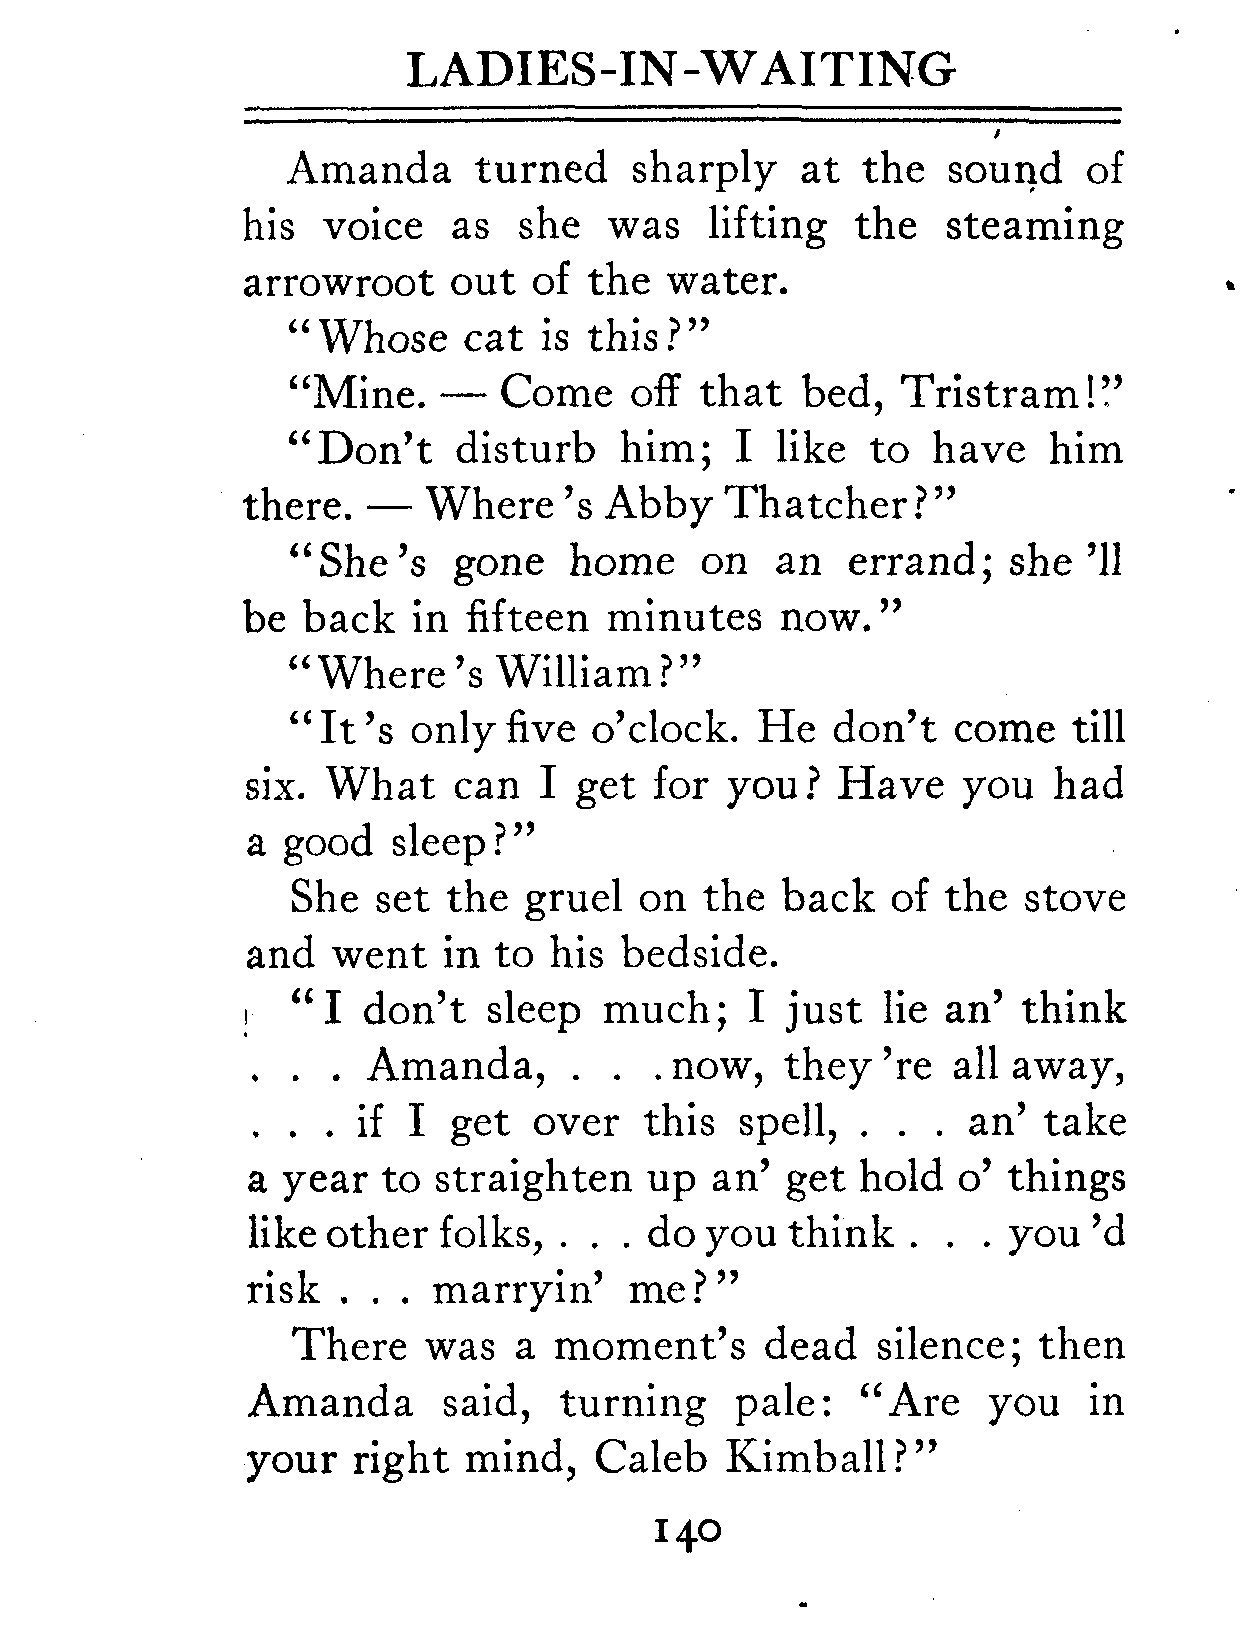 LADIES-IN-WAITING
Amanda turned sharply at the sound of
his voice as she was lifting the steaming
arrowroot out of the water.
"Whose cat is this?"
"Mine. — Come off that bed, Tristram!"
"Don't disturb him; I like to have him
there. — Where's Abby Thatcher?"
"She's gone home on an errand; she'll
be back in fifteen minutes now."
"Where's William?"
"It's only five o'clock. He don't come till
six. What can I get for you? Have you had
a good sleep?"
She set the gruel on the back of the stove
and went in to his bedside.
"I don't sleep much; I just lie an' think
. . . Amanda, . . . now, they're all away,
. . . if I get over this spell, . . . an' take
a year to straighten up an' get hold o' things
like other folks, . . . do you think . . . you'd
risk . . . marryin' me?"
There was a moment's dead silence; then
Amanda said, turning pale: "Are you in
your right mind, Caleb Kimball?"
140